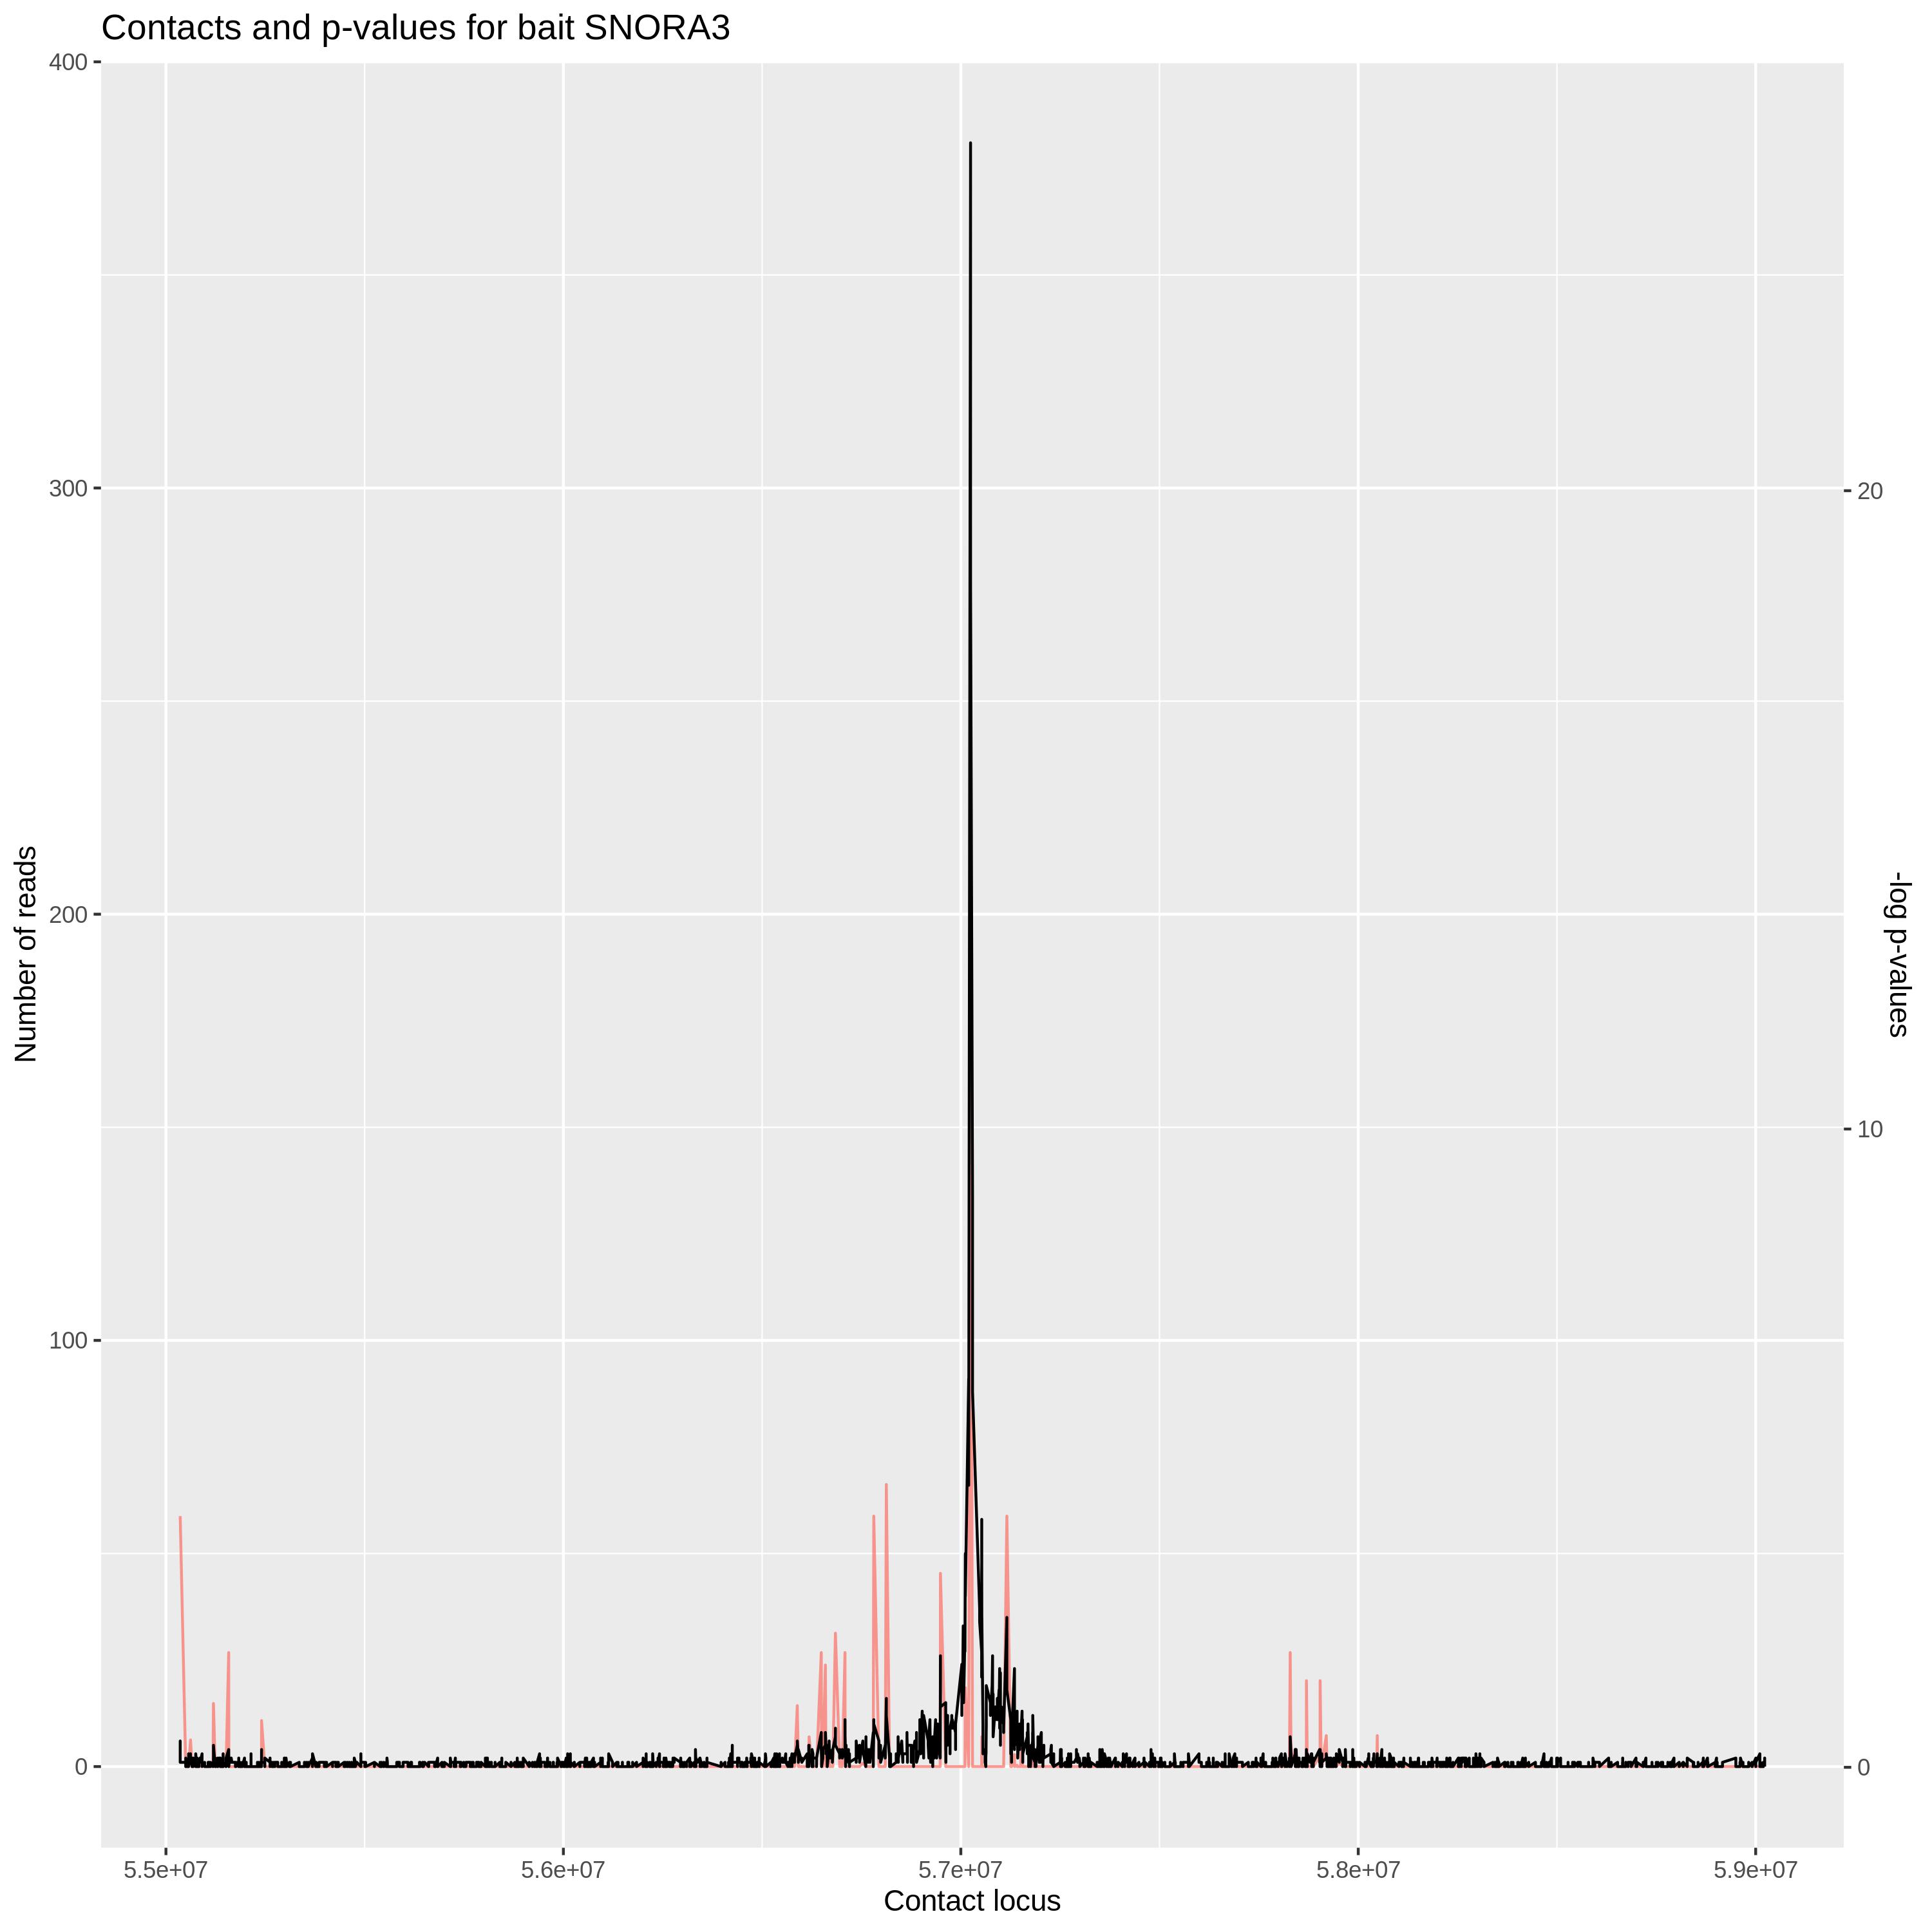 Contacts and p-values for bait SNORA3
400
300
200
100
0
Number of reads
20
10
0
-log p-values
5.5e+07
5.6e+07
5.7e+07
5.8e+07
5.9e+07
Contact locus